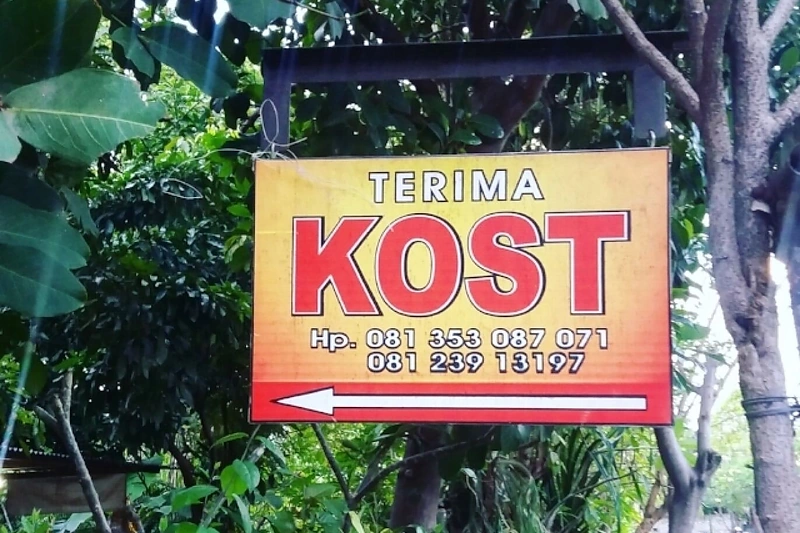 TERIMA
KOST
Hp. 081 353 087 071
081 239 13197